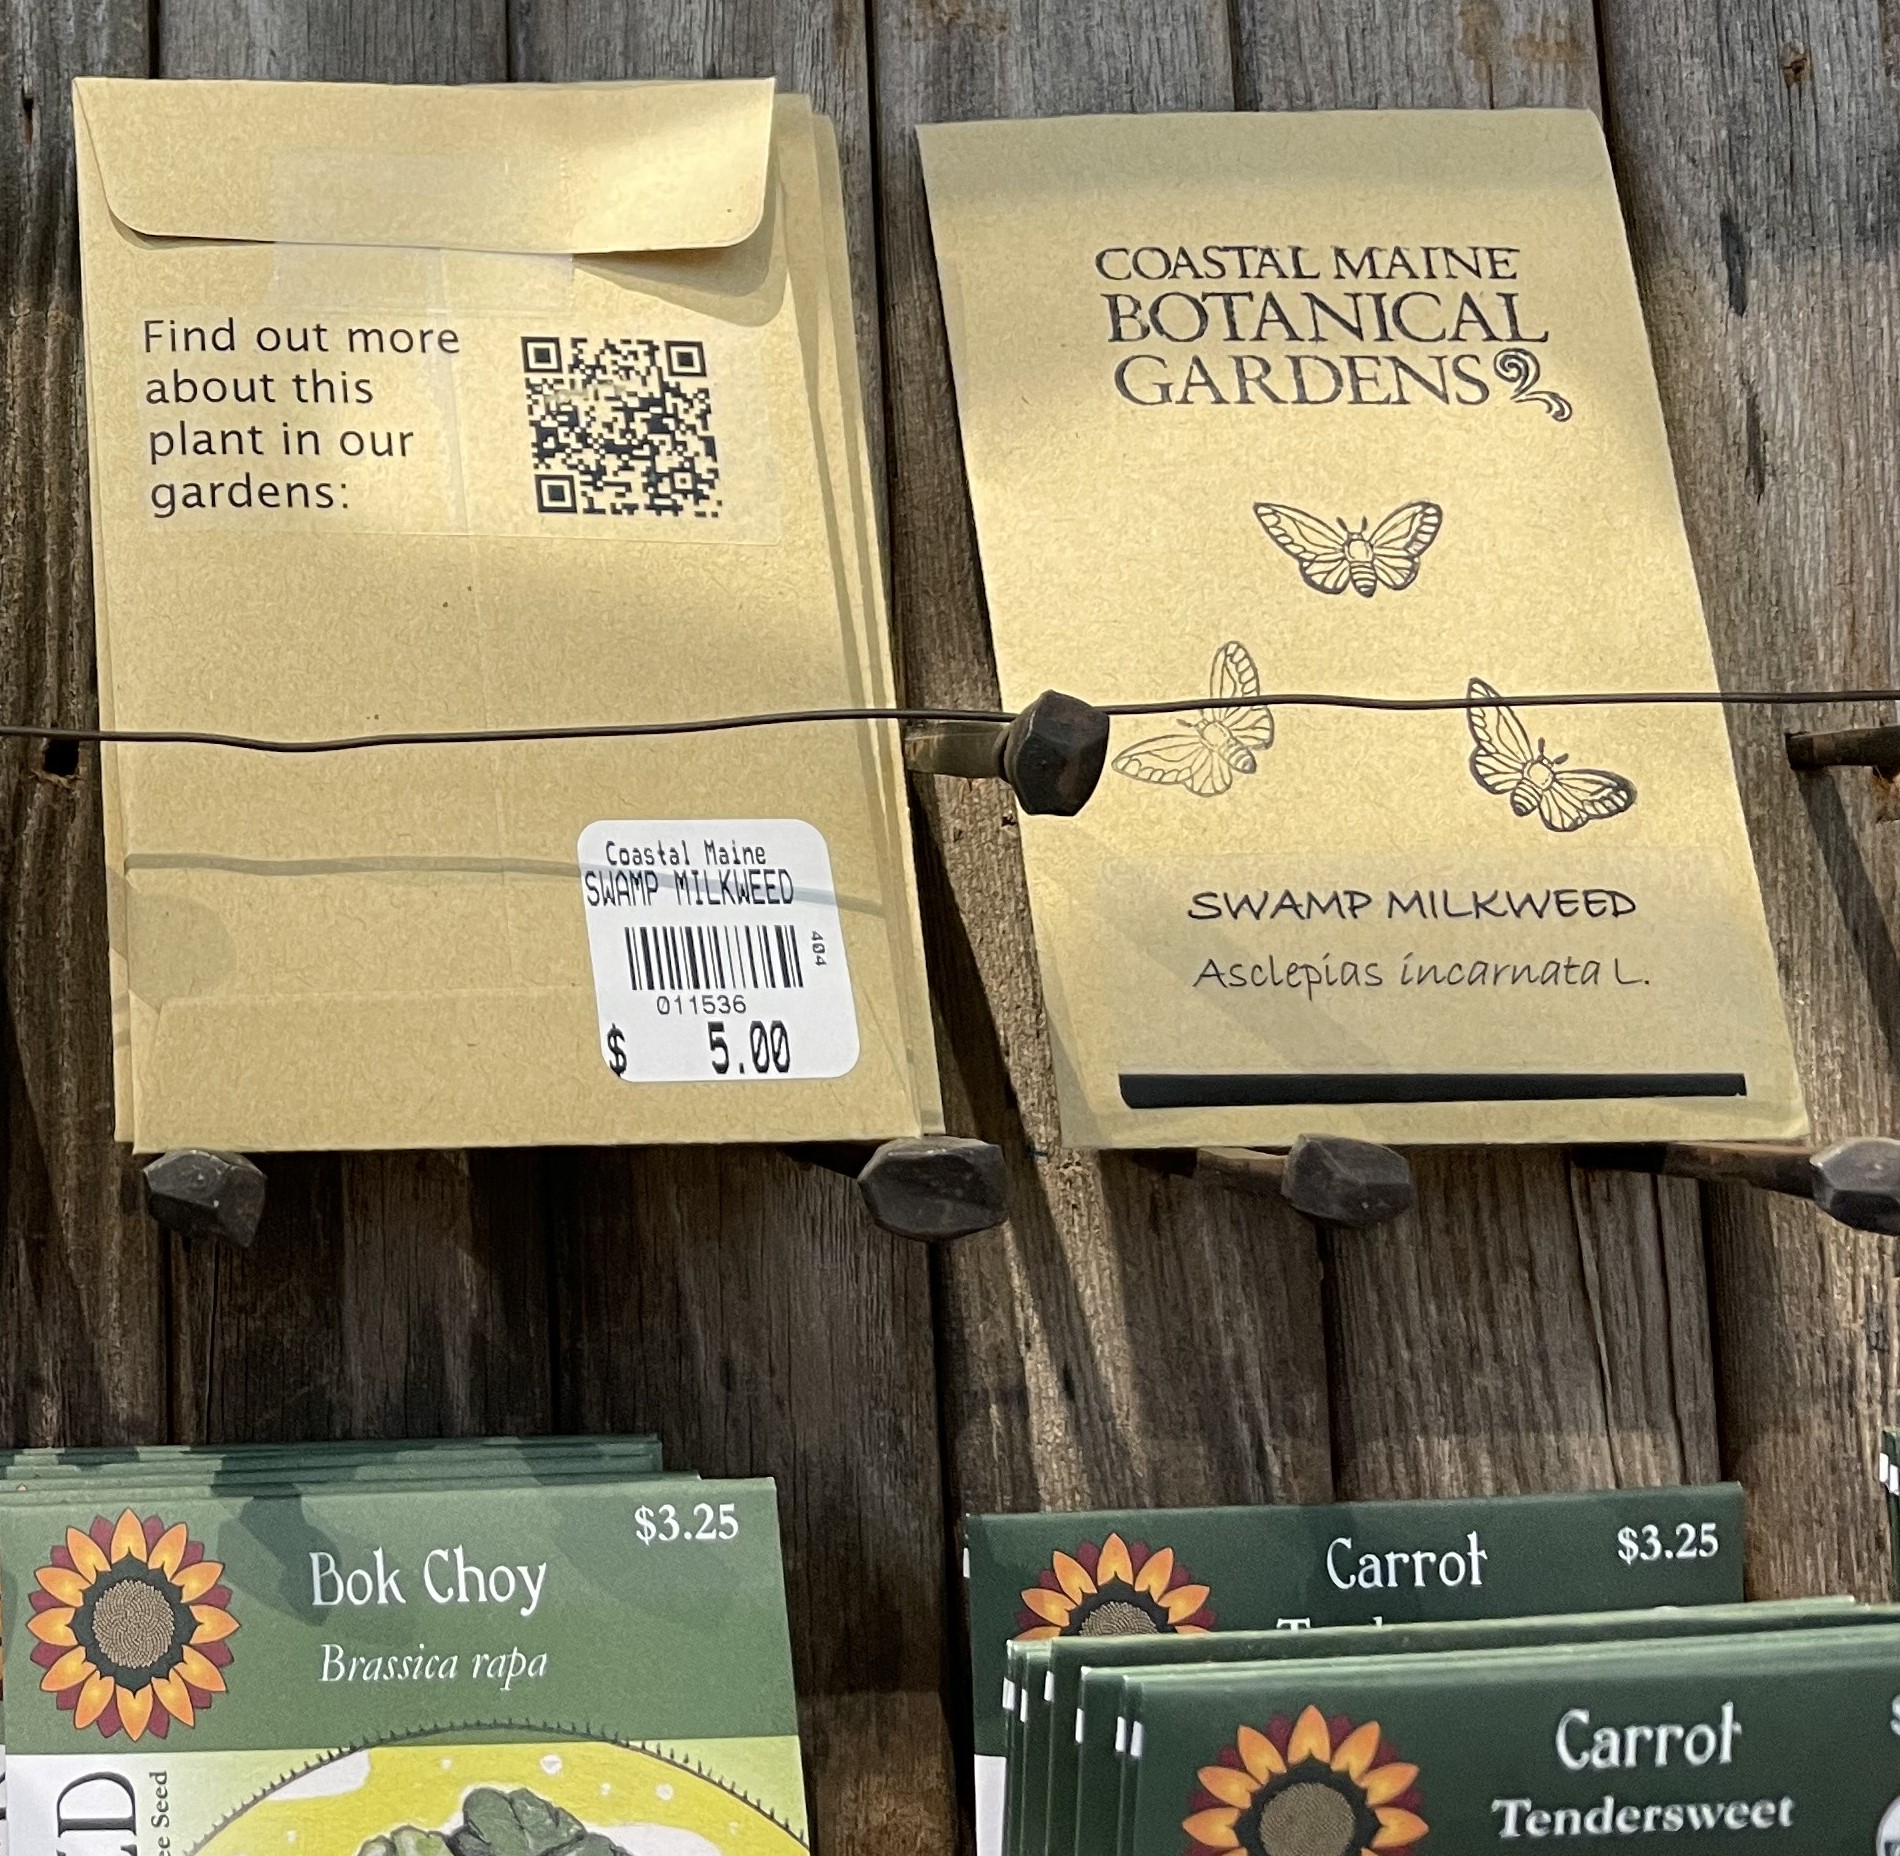 Find out more
about this
plant in our
gardens:
Coastal Maine
SWAMP MILKWEED
404
011536
$ 5.00
COASTAL MAINE
BOTANICAL
GARDENS
SWAMP MILKWEED
Asclepias incarnata L.
$3.25
Bok Choy
Brassica rapa
Seed
$3.25
Carrot
Carrot
Tendersweet